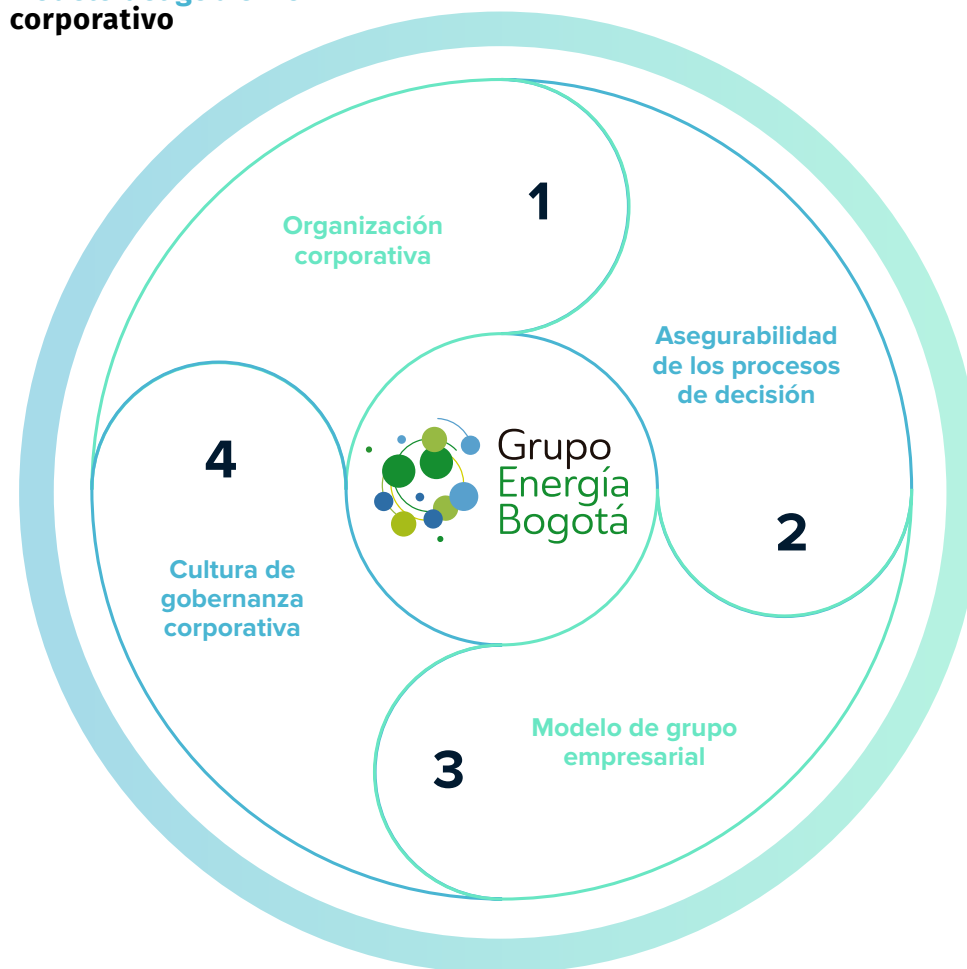 corporativo
1
Organización
corporativa
Asegurabilidad
de los procesos
de decisión
2
Grupo
Energía
Bogotá
4
Cultura de
gobernanza
corporativa
3
Modelo de grupo
empresarial